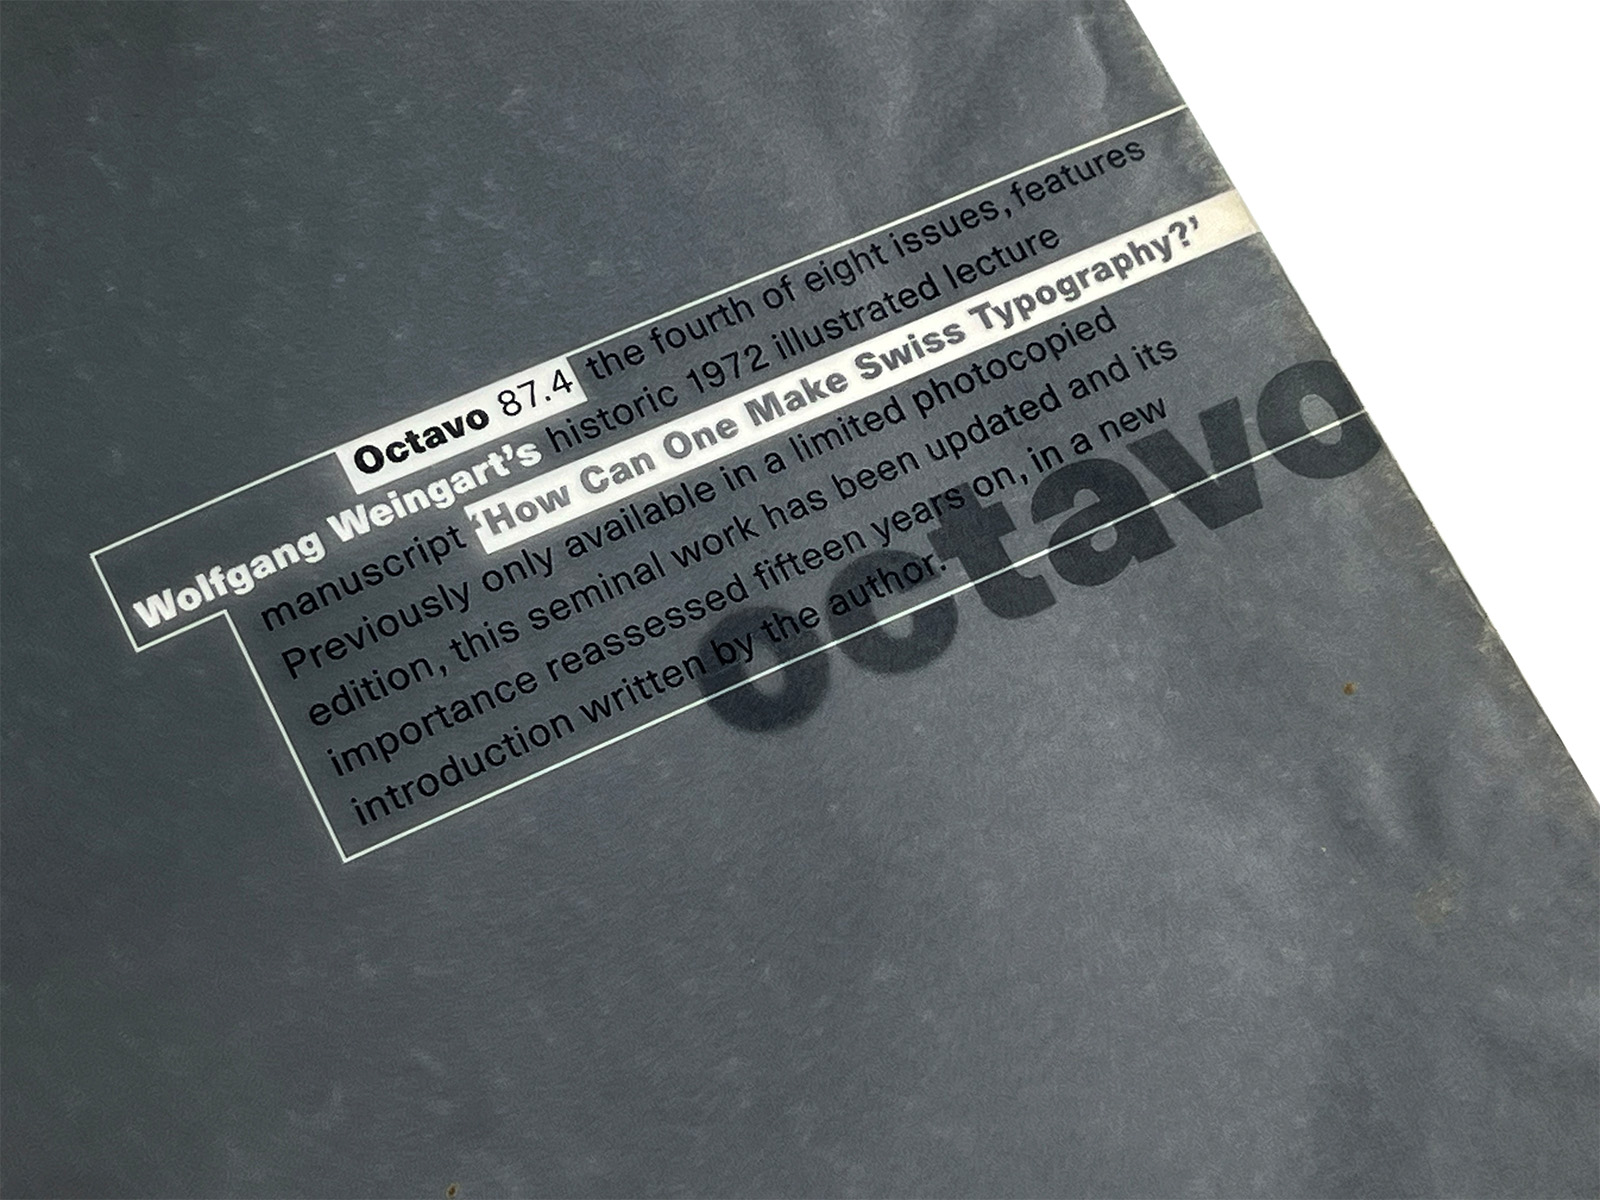 Octavo 87.4 the fourth of eight issues, features
Wolfgang Weingart's historic 1972 illustrated lecture
manuscript 'How Can One Make Swiss Typography?'
Previously only available in a limited photocopied
edition, this seminal work has been updated and its
importance reassessed fifteen years on, in a new
introduction written by the author.
octavo